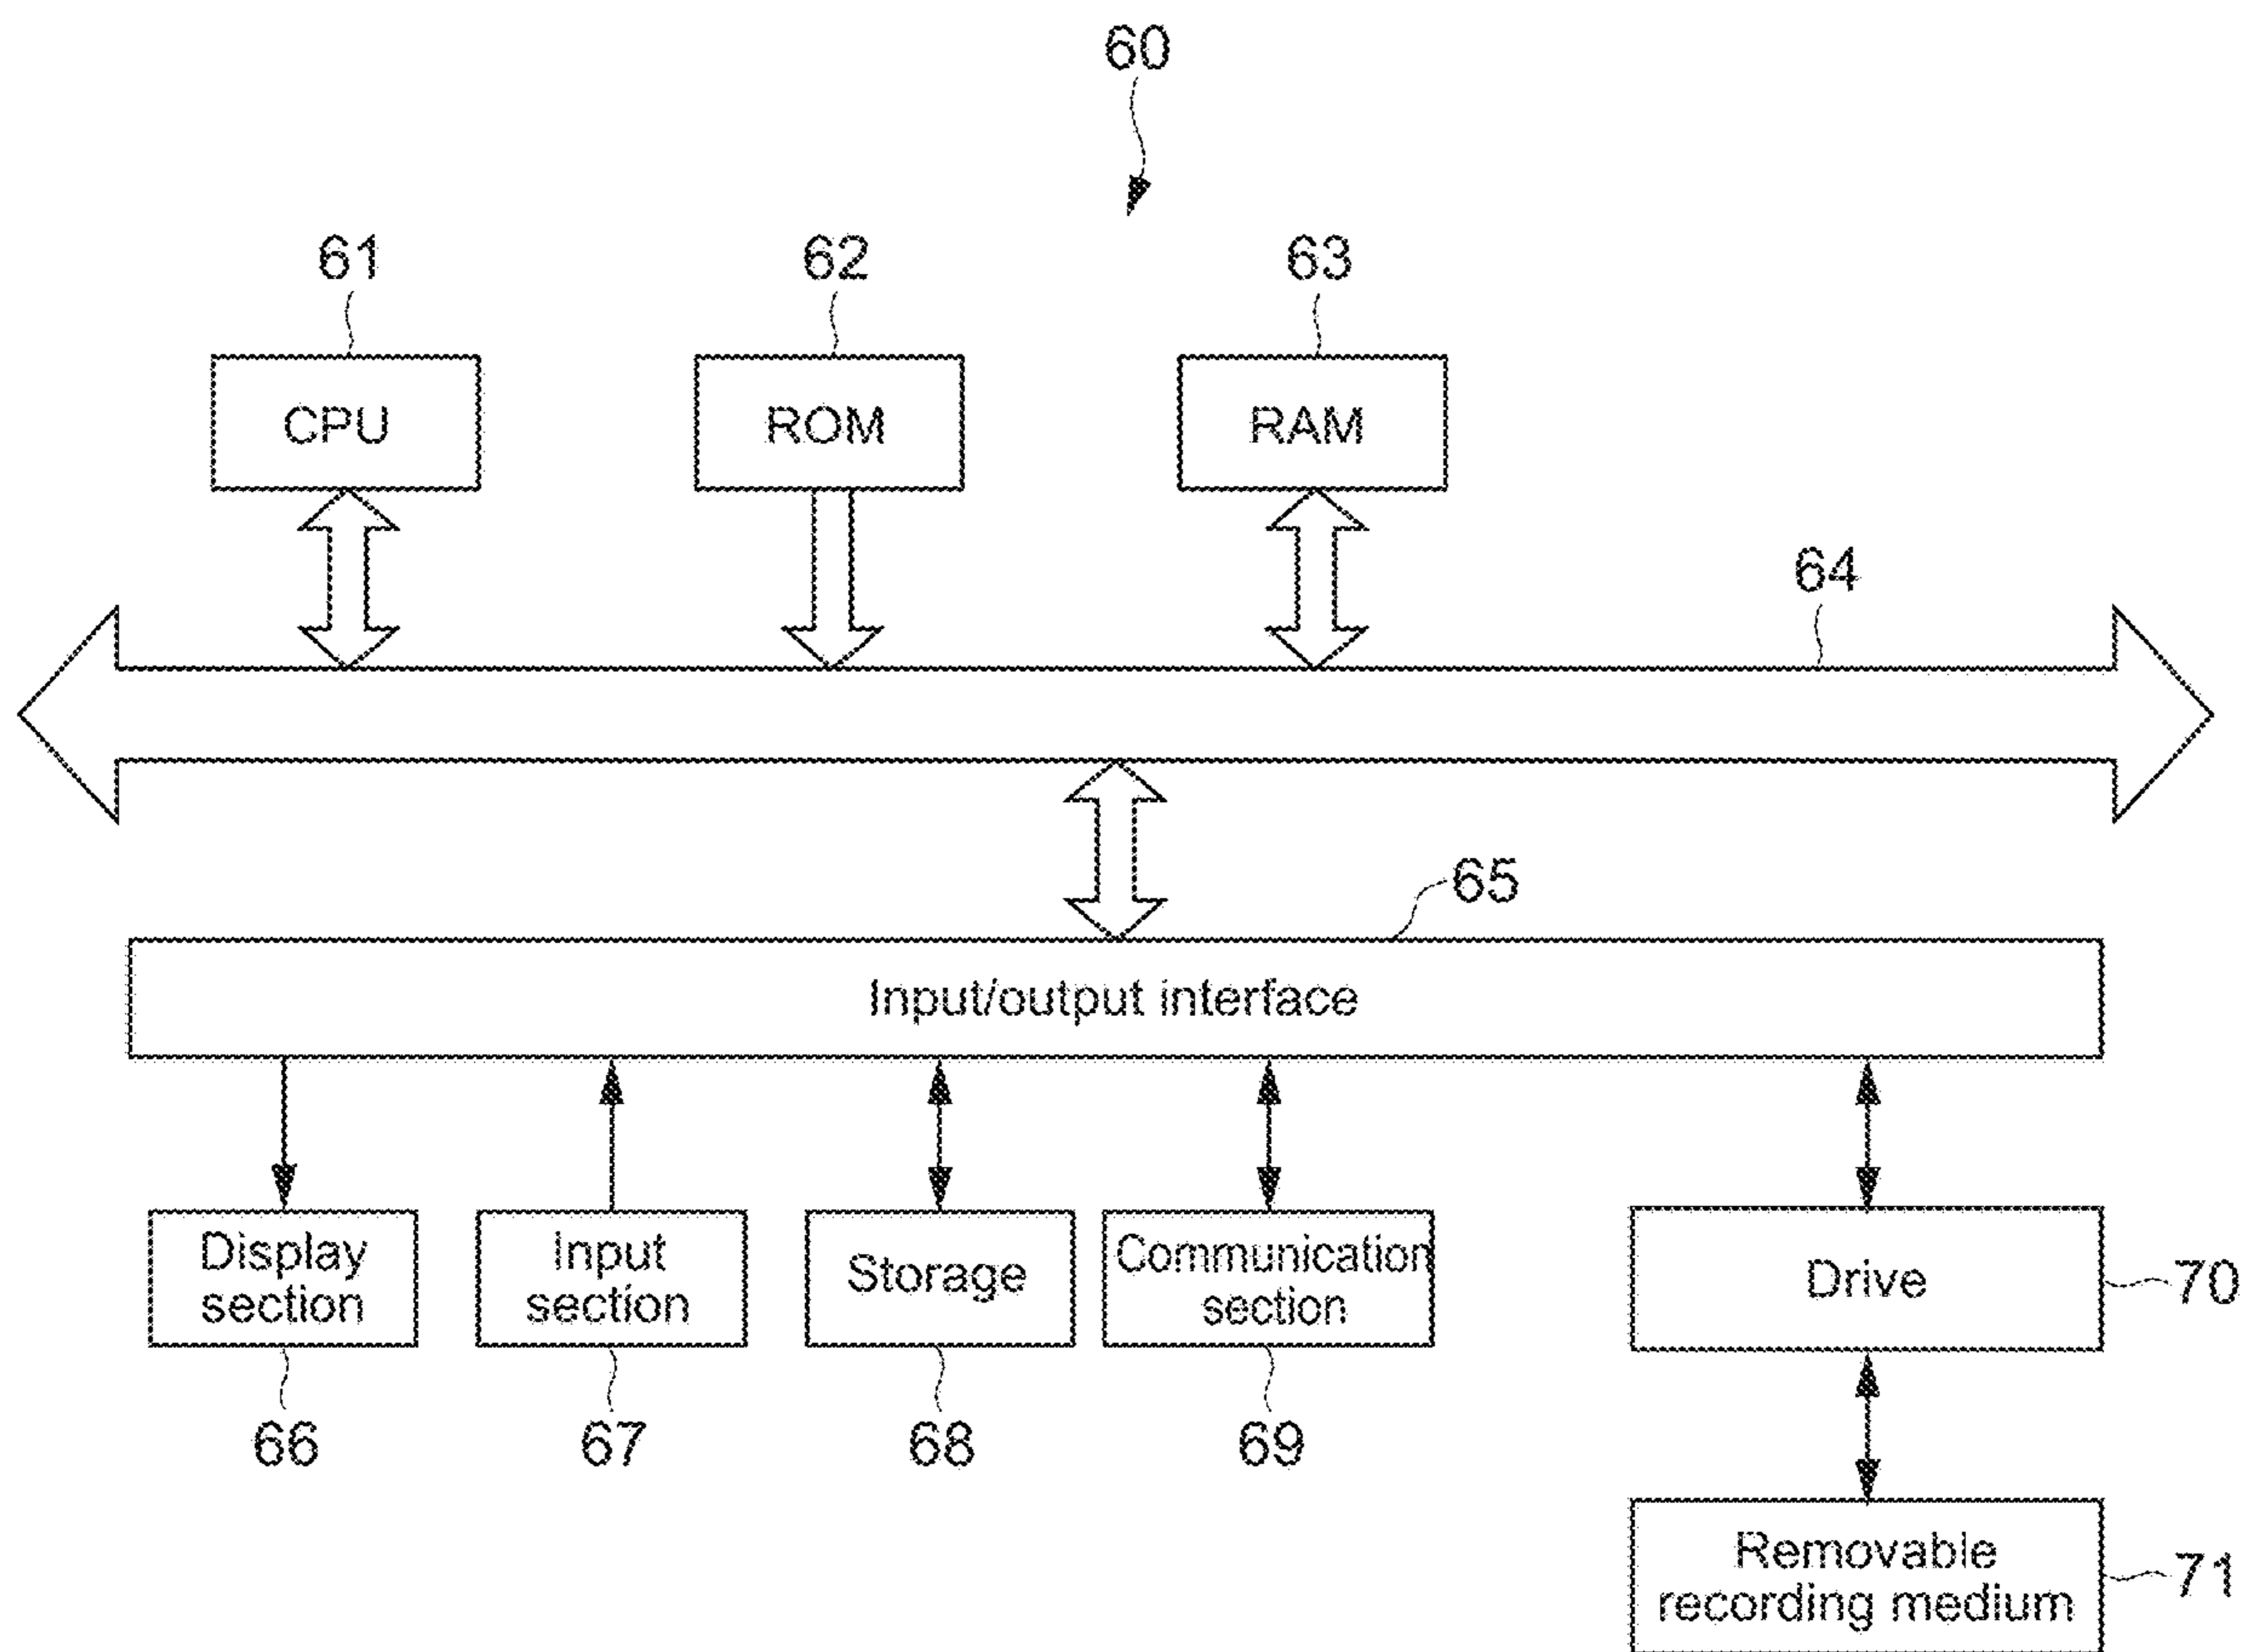 60
61
62
63
CPU
ROM
RAM
64
65
Input/output interface
Display
section
Input
section
Storage
Communication
section
Drive
70
66
67
68
69
Removable
recording medium
71